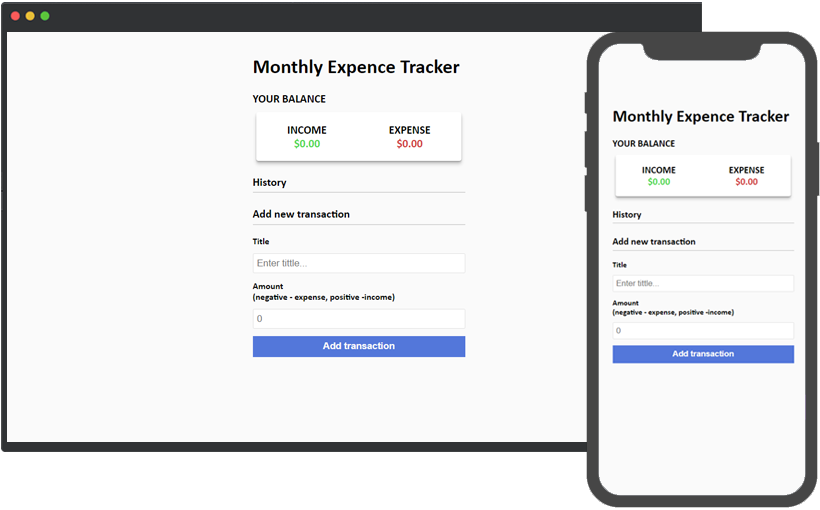 Monthly Expence Tracker
YOUR BALANCE
INCOME EXPENSE
$0.00 $0.00
History
Add new transaction
Title
Enter tittle...
Amount
(negative - expense, positive -income)
0
Add transaction
Monthly Expence Tracker
YOUR BALANCE
INCOME EXPENSE
$0.00 $0.00
History
Add new transaction
Title
Enter tittle...
Amount
(negative - expense, positive -income)
0
Add transaction